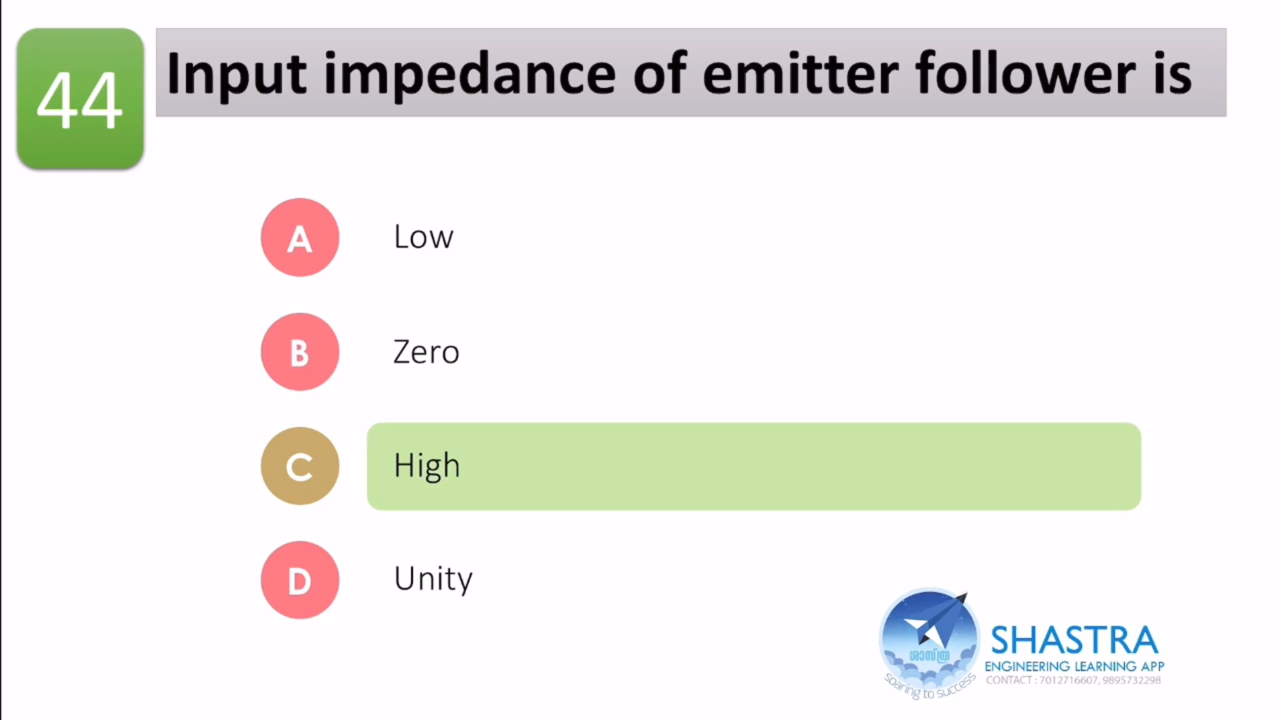 44
Input impedance of emitter follower is
A Low
B Zero
C High
D Unity
ശാസ്ത്ര
soaring to success
SHASTRA
ENGINEERING LEARNING APP
CONTACT : 7012716607, 9895732298